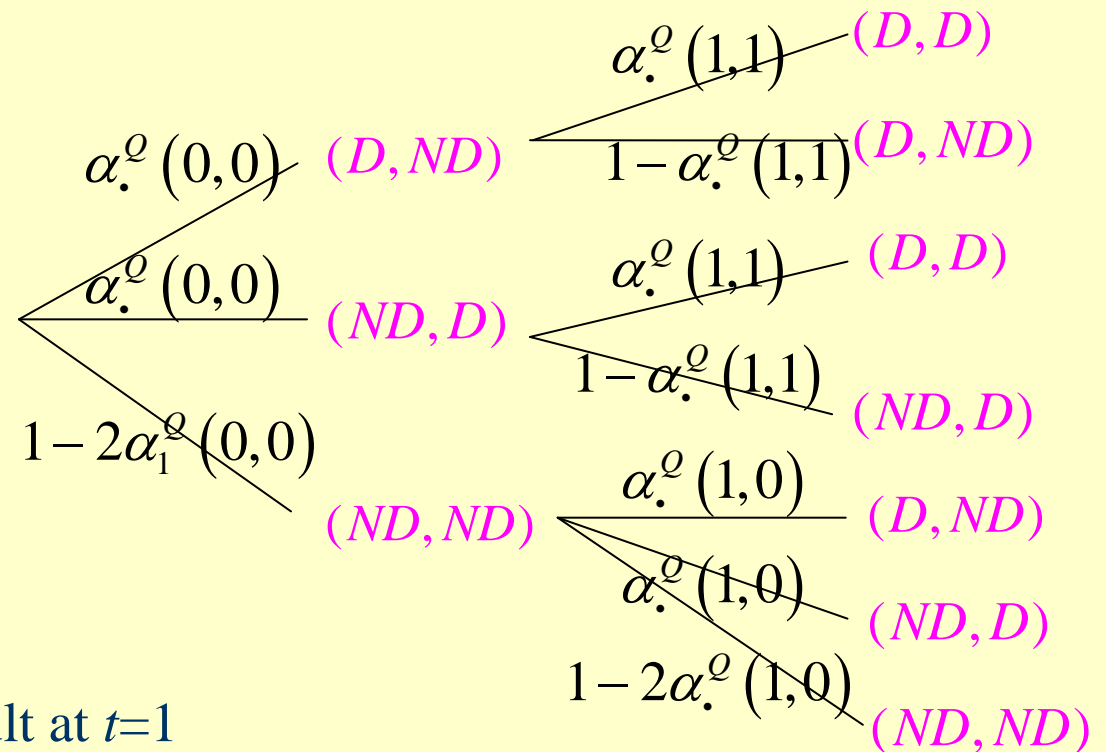 α.^Q (1,1) (D, D)
α.^Q (0,0) (D, ND) 1 − α.^Q (1,1) (D, ND)
α.^Q (0,0) α.^Q (1,1) (D, D)
(ND, D)
1 − α.^Q (1,1) (ND, D)
1 − 2α_1^Q (0,0)
α.^Q (1,0) (D, ND)
(ND, ND)
α.^Q (1,0) (ND, D)
1 − 2α.^Q (1,0) (ND, ND)
lt at t=1